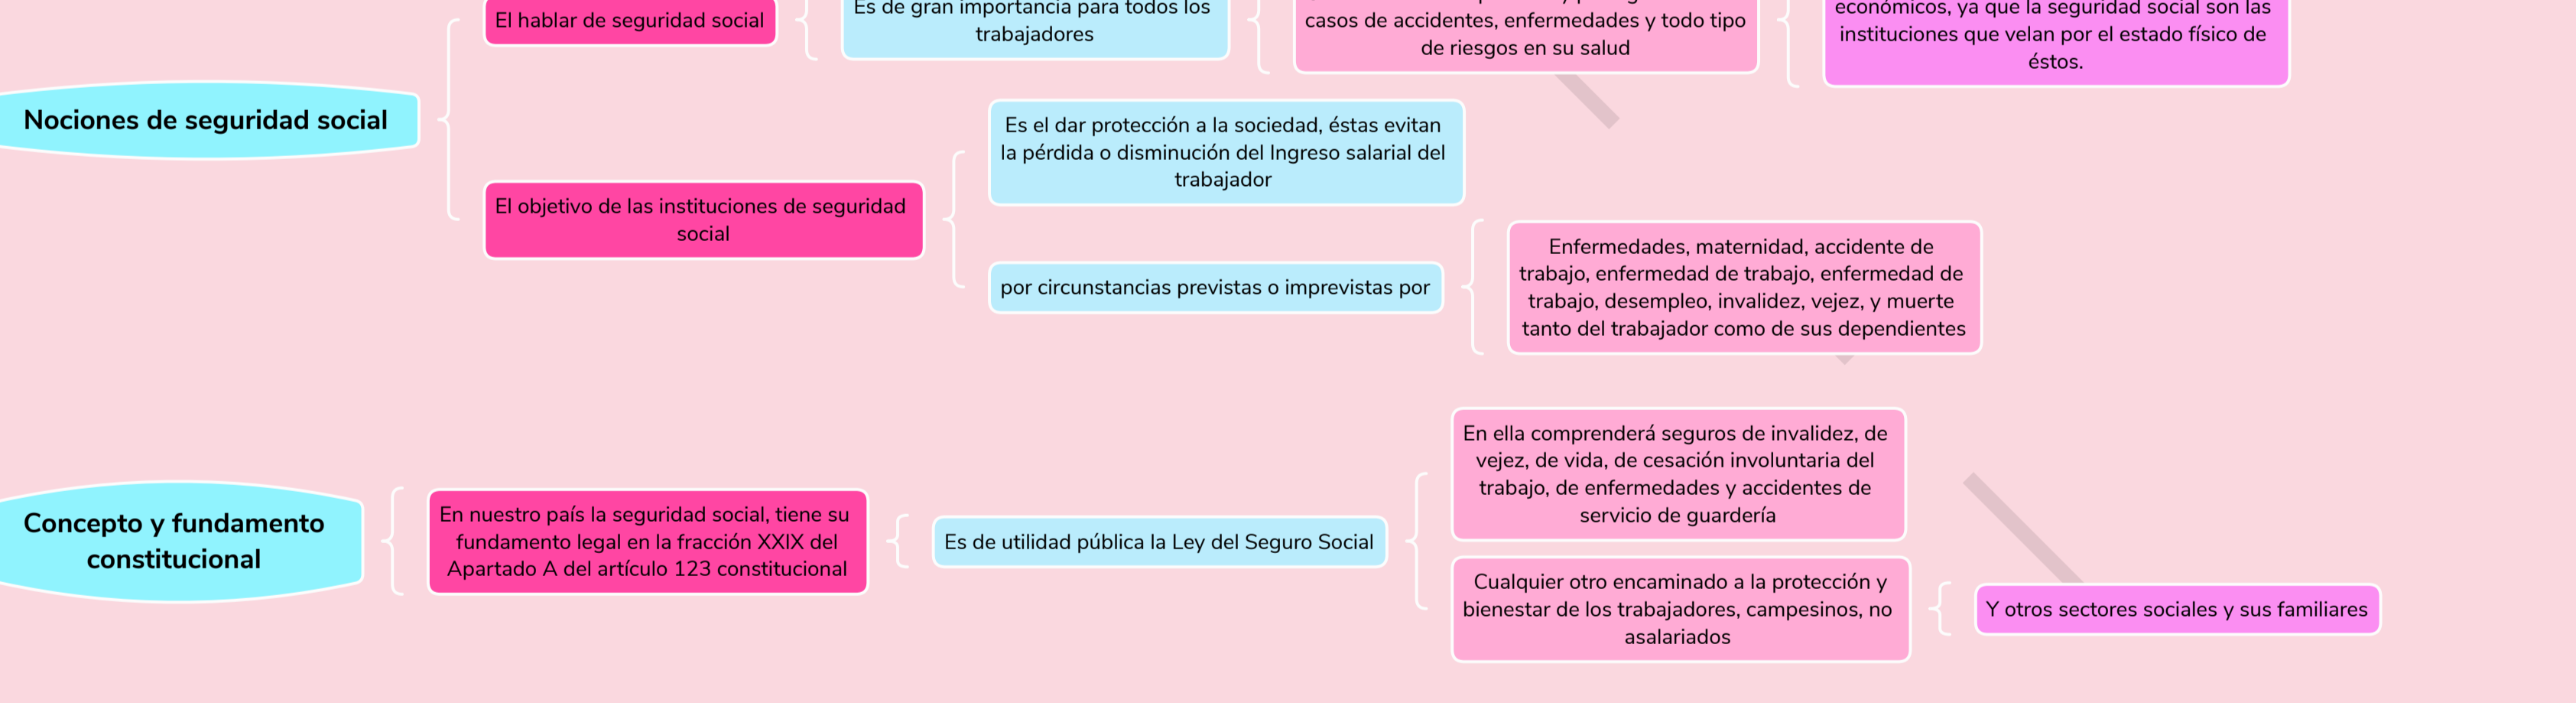 El hablar de seguridad social
Es de gran importancia para todos los
trabajadores
casos de accidentes, enfermedades y todo tipo
de riesgos en su salud
económicos, ya que la seguridad social son las
instituciones que velan por el estado físico de
éstos.
Nociones de seguridad social
Es el dar protección a la sociedad, éstas evitan
la pérdida o disminución del Ingreso salarial del
trabajador
El objetivo de las instituciones de seguridad
social
por circunstancias previstas o imprevistas por
Enfermedades, maternidad, accidente de
trabajo, enfermedad de trabajo, enfermedad de
trabajo, desempleo, invalidez, vejez, y muerte
tanto del trabajador como de sus dependientes
Concepto y fundamento
constitucional
En nuestro país la seguridad social, tiene su
fundamento legal en la fracción XXIX del
Apartado A del artículo 123 constitucional
Es de utilidad pública la Ley del Seguro Social
En ella comprenderá seguros de invalidez, de
vejez, de vida, de cesación involuntaria del
trabajo, de enfermedades y accidentes de
servicio de guardería
Cualquier otro encaminado a la protección y
bienestar de los trabajadores, campesinos, no
asalariados
Y otros sectores sociales y sus familiares